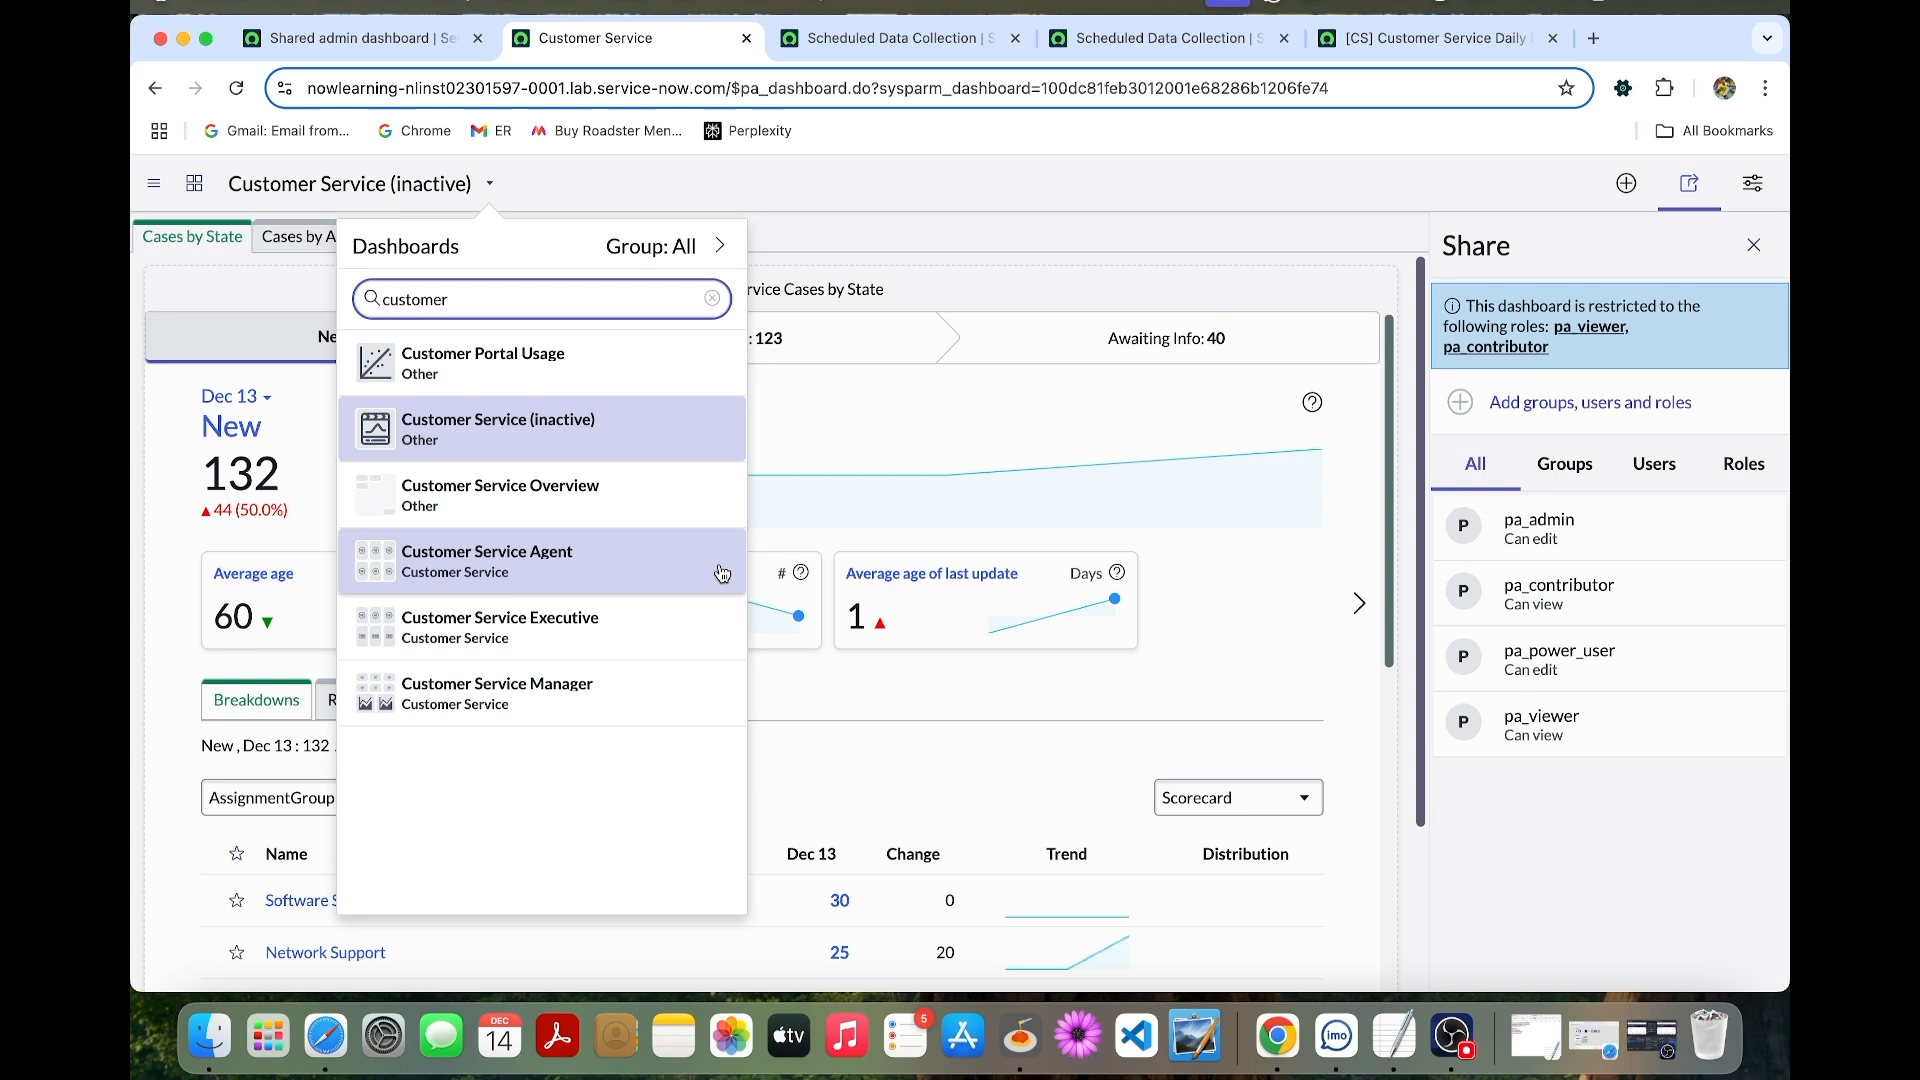 Shared admin dashboard | Se
Customer Service
Scheduled Data Collection | S
Scheduled Data Collection | S
[CS] Customer Service Daily
nowlearning-nlinst02301597-0001.lab.service-now.com/$pa_dashboard.do?sysparm_dashboard=100dc81feb3012001e68286b1206fe74
Gmail: Email from...
Chrome
ER
Buy Roadster Men...
Perplexity
All Bookmarks
Customer Service (inactive)
Cases by State
Cases by A
Dashboards
Group: All
customer
Customer Portal Usage
Other
Customer Service (inactive)
Other
Customer Service Overview
Other
Customer Service Agent
Customer Service
Customer Service Executive
Customer Service
Customer Service Manager
Customer Service
rvice Cases by State
Ne
: 123
Awaiting Info: 40
Dec 13
New
132
44 (50.0%)
Average age
60
#
Average age of last update
Days
1
Breakdowns
R
New , Dec 13 : 132
AssignmentGroup
Scorecard
Name
Dec 13
Change
Trend
Distribution
Software S
30
0
Network Support
25
20
Share
This dashboard is restricted to the
following roles: pa_viewer,
pa_contributor
Add groups, users and roles
All
Groups
Users
Roles
P
pa_admin
Can edit
P
pa_contributor
Can view
P
pa_power_user
Can edit
P
pa_viewer
Can view
DEC
14
tv
5
imo